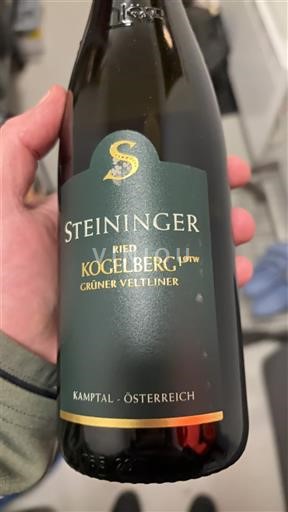 S
STEININGER
RIED
KOGELBERG 1ÖTW
GRÜNER VELTLINER
KAMPTAL - ÖSTERREICH